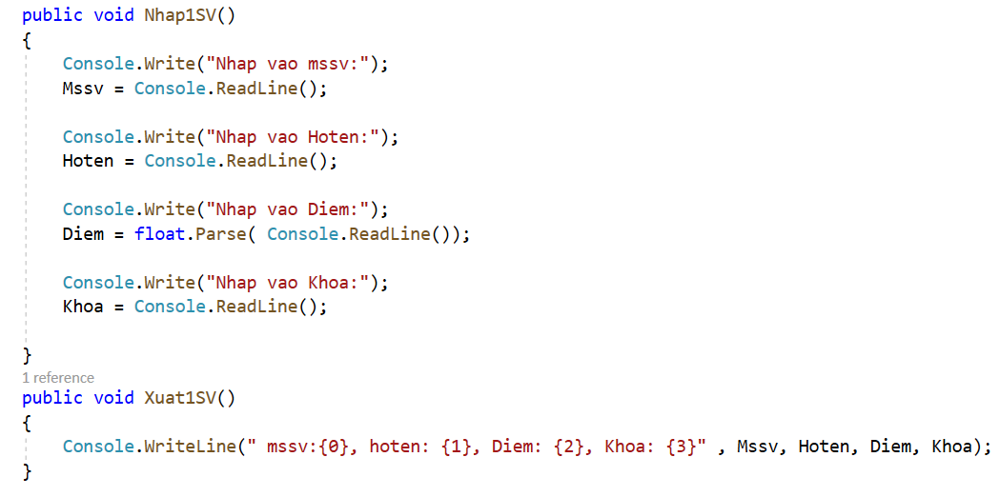 public void Nhap1SV()
{
Console.Write("Nhap vao mssv:");
Mssv = Console.ReadLine();
Console.Write("Nhap vao Hoten:");
Hoten = Console.ReadLine();
Console.Write("Nhap vao Diem:");
Diem = float.Parse( Console.ReadLine());
Console.Write("Nhap vao Khoa:");
Khoa = Console.ReadLine();
}
1 reference
public void Xuat1SV()
{
Console.WriteLine(" mssv:{0}, hoten: {1}, Diem: {2}, Khoa: {3}" , Mssv, Hoten, Diem, Khoa);
}